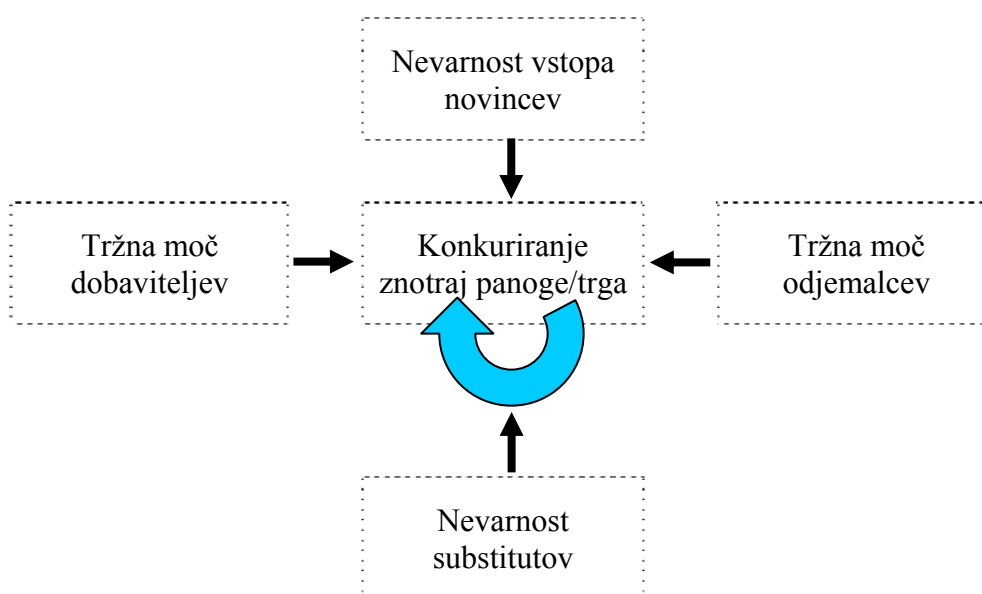 Nevarnost vstopa
novincev
Tržna moč
dobaviteljev
Konkuriranje
znotraj panoge/trga
Tržna moč
odjemalcev
Nevarnost
substitutov